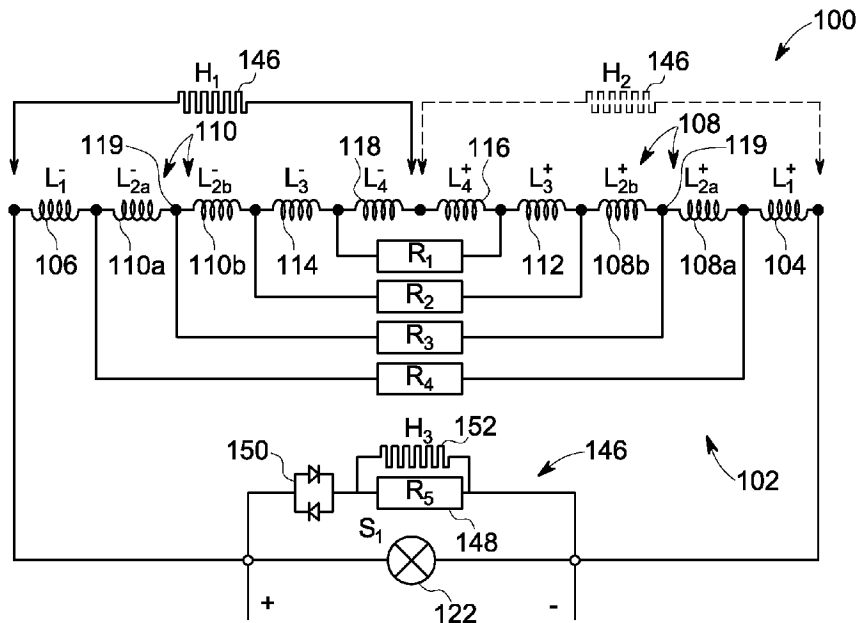 100
H₁ 146 H₂ 146
119 110 118 116 108 119
L₁⁻ L₂ₐ⁻ L₂b⁻ L₃⁻ L₄⁻ L₄⁺ L₃⁺ L₂b⁺ L₂ₐ⁺ L₁⁺
106 110a 110b 114 112 108b 108a 104
R₁
R₂
R₃
R₄
H₃ 152
150 146 102
R₅
S₁ 148
+ 122 -